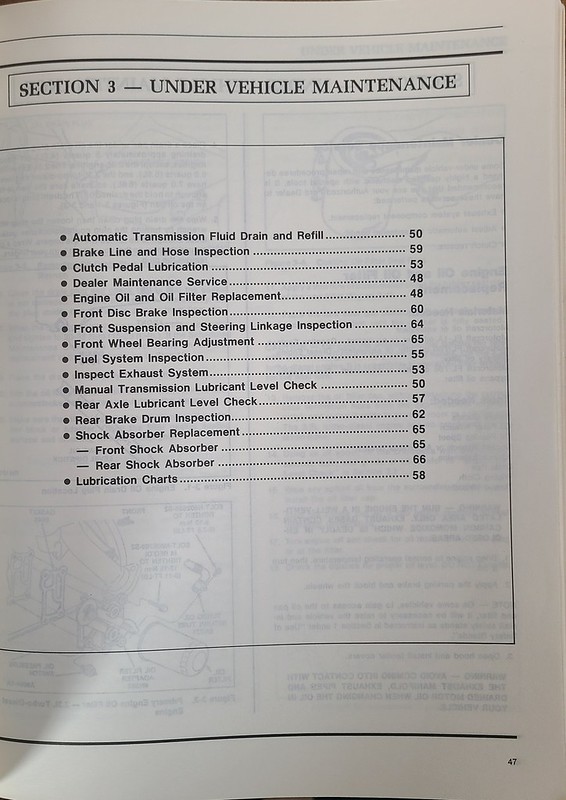 SECTION 3 — UNDER VEHICLE MAINTENANCE
● Automatic Transmission Fluid Drain and Refill........................ 50
● Brake Line and Hose Inspection .............................................. 59
● Clutch Pedal Lubrication ........................................................... 53
● Dealer Maintenance Service...................................................... 48
● Engine Oil and Oil Filter Replacement...................................... 48
● Front Disc Brake Inspection...................................................... 60
● Front Suspension and Steering Linkage Inspection ............... 64
● Front Wheel Bearing Adjustment ............................................. 65
● Fuel System Inspection............................................................. 55
● Inspect Exhaust System............................................................ 53
● Manual Transmission Lubricant Level Check .......................... 50
● Rear Axle Lubricant Level Check.............................................. 57
● Rear Brake Drum Inspection...................................................... 62
● Shock Absorber Replacement................................................... 65
— Front Shock Absorber .......................................................... 65
— Rear Shock Absorber ........................................................... 66
● Lubrication Charts..................................................................... 58
47